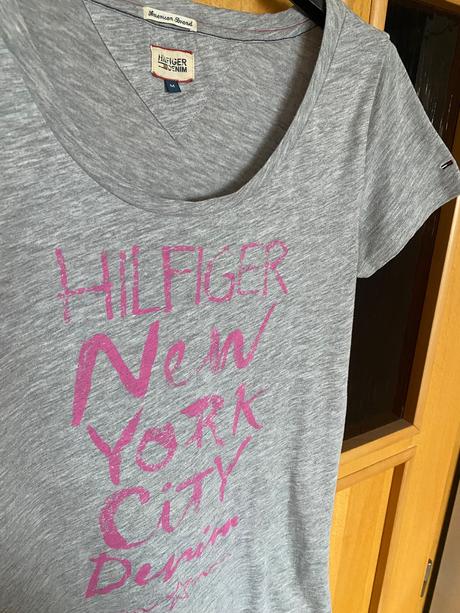 American Brand
HILFIGER
DENIM
M
HILFIGER
New
YORK
CiTY
Denim